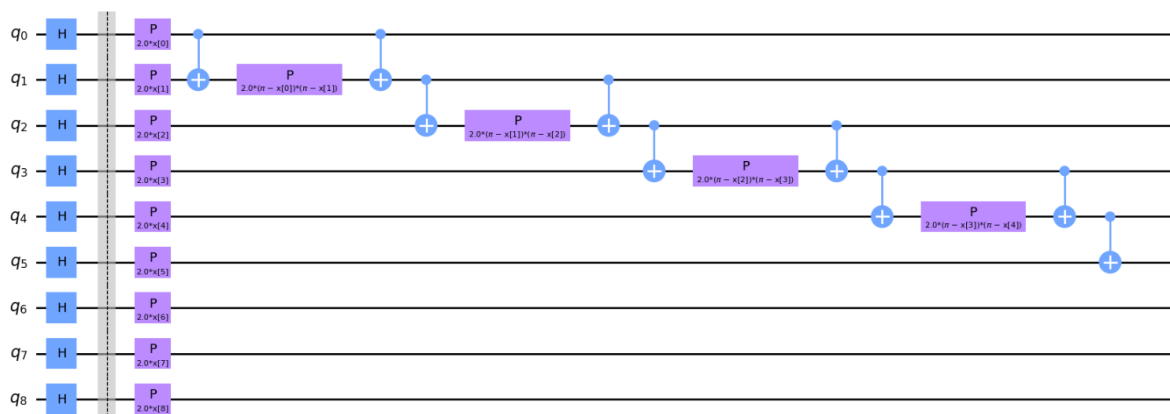 q0 H P
2.0*x[0]
q1 H P P
2.0*x[1] 2.0*(π − x[0])*(π − x[1])
q2 H P P
2.0*x[2] 2.0*(π − x[1])*(π − x[2])
q3 H P P
2.0*x[3] 2.0*(π − x[2])*(π − x[3])
q4 H P P
2.0*x[4] 2.0*(π − x[3])*(π − x[4])
q5 H P
2.0*x[5]
q6 H P
2.0*x[6]
q7 H P
2.0*x[7]
q8 H P
2.0*x[8]